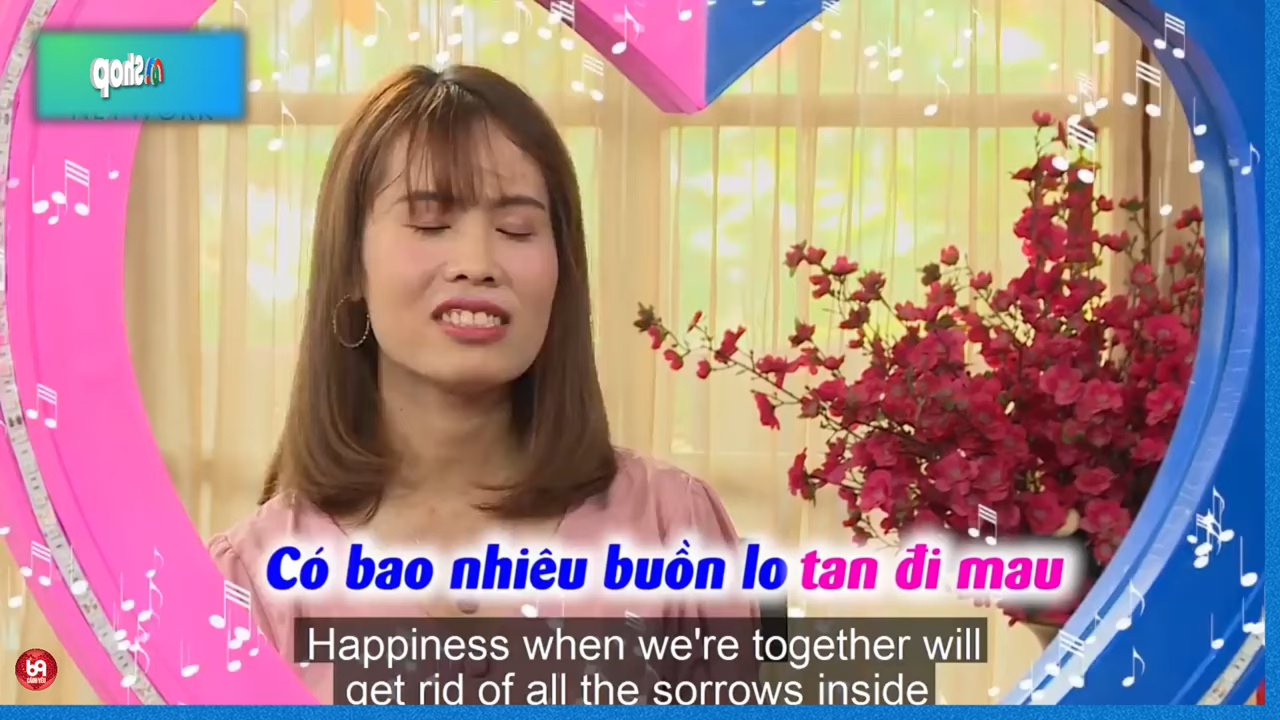 NETWORK
Có bao nhiêu buồn lo tan đi mau
Happiness when we're together will
get rid of all the sorrows inside